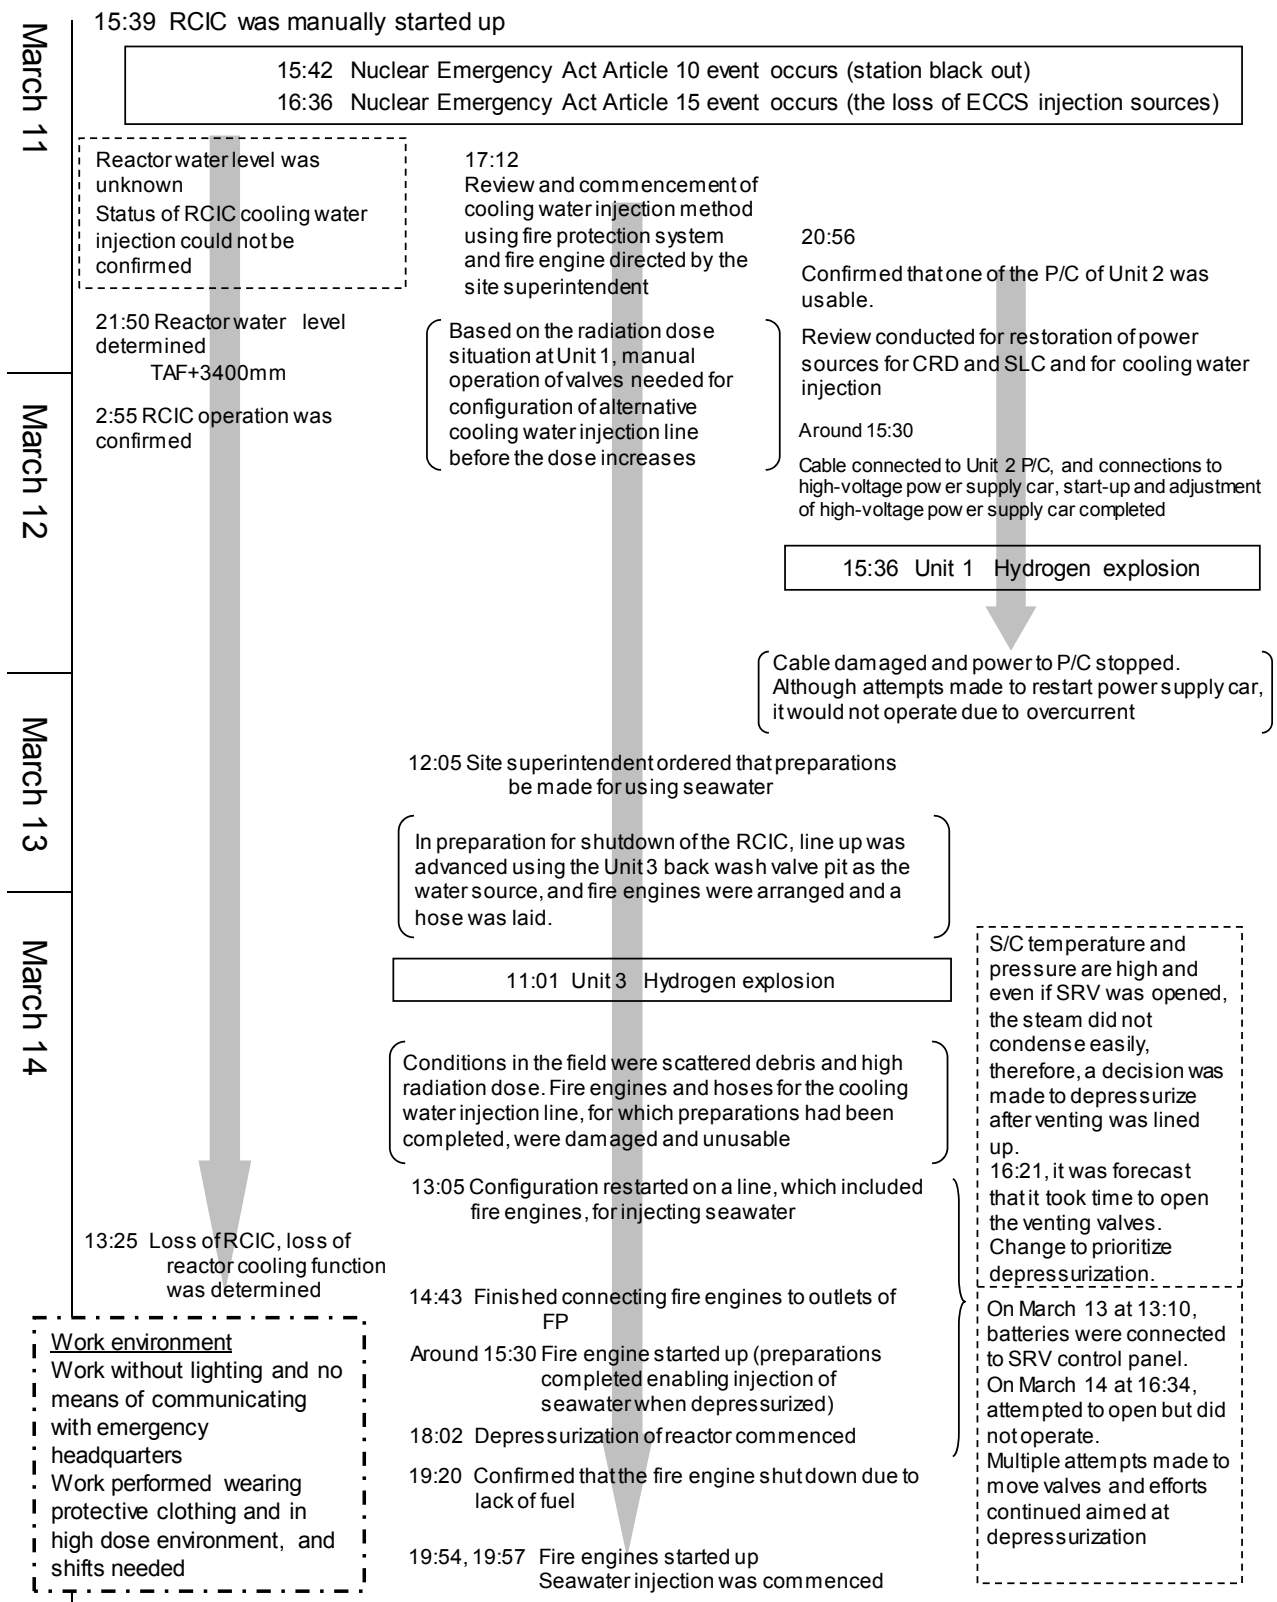 March 11
15:39 RCIC was manually started up
15:42 Nuclear Emergency Act Article 10 event occurs (station black out)
16:36 Nuclear Emergency Act Article 15 event occurs (the loss of ECCS injection sources)
Reactor water level was
unknown
Status of RCIC cooling water
injection could not be
confirmed
21:50 Reactor water level
determined
TAF+3400mm
17:12
Review and commencement of
cooling water injection method
using fire protection system
and fire engine directed by the
site superintendent
Based on the radiation dose
situation at Unit 1, manual
operation of valves needed for
configuration of alternative
cooling water injection line
before the dose increases
20:56
Confirmed that one of the P/C of Unit 2 was
usable.
Review conducted for restoration of power
sources for CRD and SLC and for cooling water
injection
March 12
2:55 RCIC operation was
confirmed
Around 15:30
Cable connected to Unit 2 P/C, and connections to
high-voltage power supply car, start-up and adjustment
of high-voltage power supply car completed
15:36 Unit 1 Hydrogen explosion
Cable damaged and power to P/C stopped.
Although attempts made to restart power supply car,
it would not operate due to overcurrent
March 13
12:05 Site superintendent ordered that preparations
be made for using seawater
In preparation for shutdown of the RCIC, line up was
advanced using the Unit 3 back wash valve pit as the
water source, and fire engines were arranged and a
hose was laid.
March 14
11:01 Unit 3 Hydrogen explosion
Conditions in the field were scattered debris and high
radiation dose. Fire engines and hoses for the cooling
water injection line, for which preparations had been
completed, were damaged and unusable
13:05 Configuration restarted on a line, which included
fire engines, for injecting seawater
13:25 Loss of RCIC, loss of
reactor cooling function
was determined
14:43 Finished connecting fire engines to outlets of
FP
Around 15:30 Fire engine started up (preparations
completed enabling injection of
seawater when depressurized)
18:02 Depressurization of reactor commenced
19:20 Confirmed that the fire engine shut down due to
lack of fuel
19:54, 19:57 Fire engines started up
Seawater injection was commenced
S/C temperature and
pressure are high and
even if SRV was opened,
the steam did not
condense easily,
therefore, a decision was
made to depressurize
after venting was lined
up.
16:21, it was forecast
that it took time to open
the venting valves.
Change to prioritize
depressurization.
On March 13 at 13:10,
batteries were connected
to SRV control panel.
On March 14 at 16:34,
attempted to open but did
not operate.
Multiple attempts made to
move valves and efforts
continued aimed at
depressurization
Work environment
Work without lighting and no
means of communicating
with emergency
headquarters
Work performed wearing
protective clothing and in
high dose environment, and
shifts needed